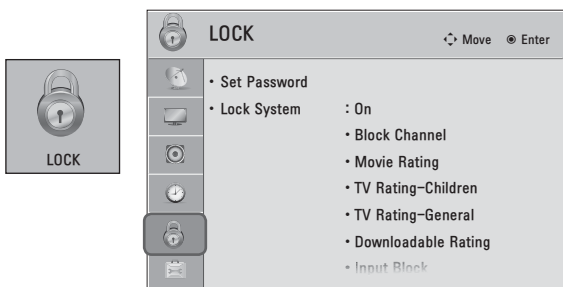 LOCK
LOCK
Move Enter
• Set Password
• Lock System : On
• Block Channel
• Movie Rating
• TV Rating-Children
• TV Rating-General
• Downloadable Rating
• Input Block